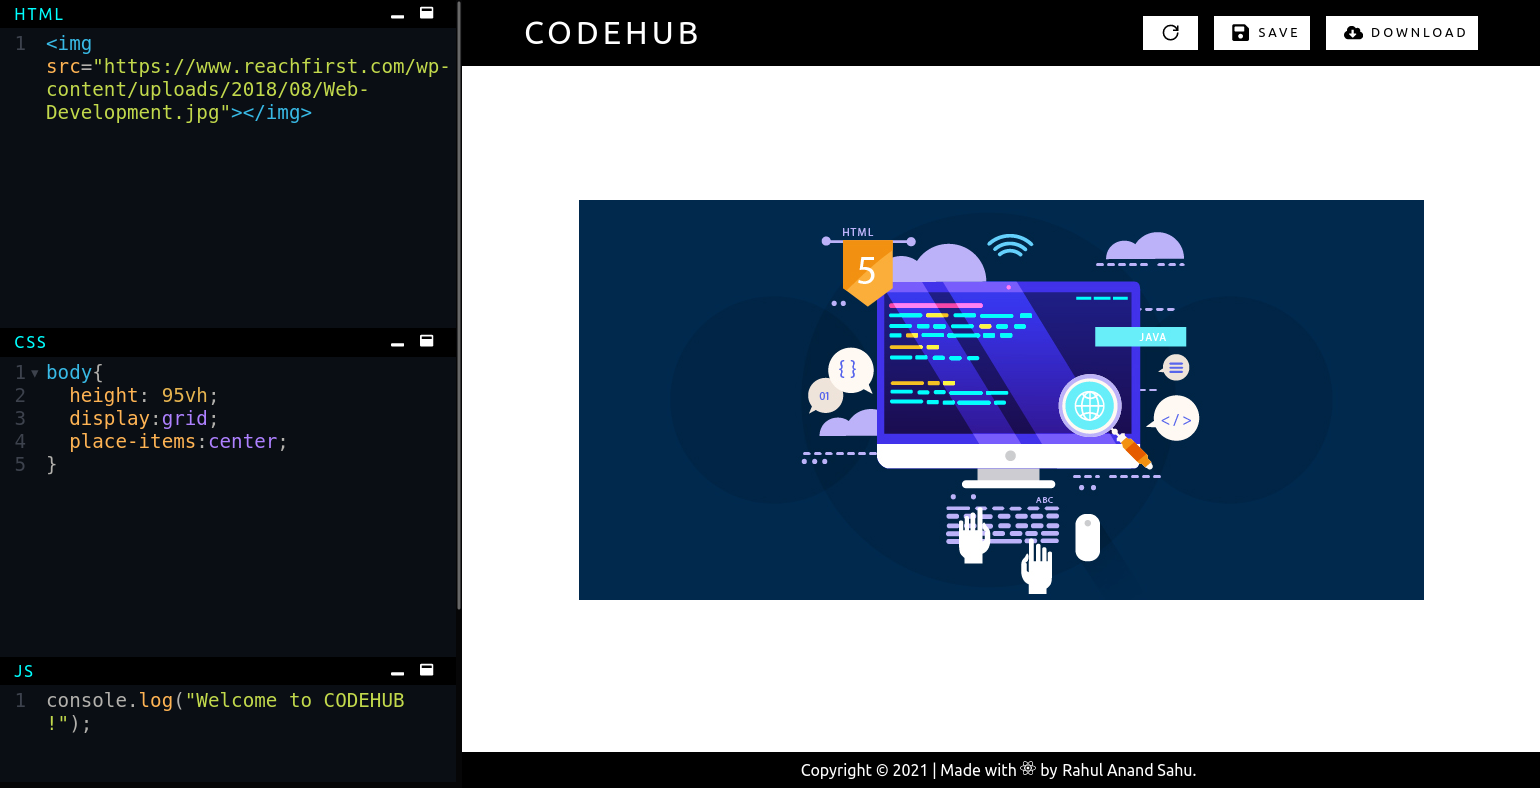 HTML
1 <img
src="https://www.reachfirst.com/wp-
content/uploads/2018/08/Web-
Development.jpg"></img>
CSS
1 body{
2 height: 95vh;
3 display:grid;
4 place-items:center;
5 }
JS
1 console.log("Welcome to CODEHUB
!");
CODEHUB
SAVE
DOWNLOAD
HTML
5
JAVA
{ }
01
</>
ABC
Copyright © 2021 | Made with by Rahul Anand Sahu.